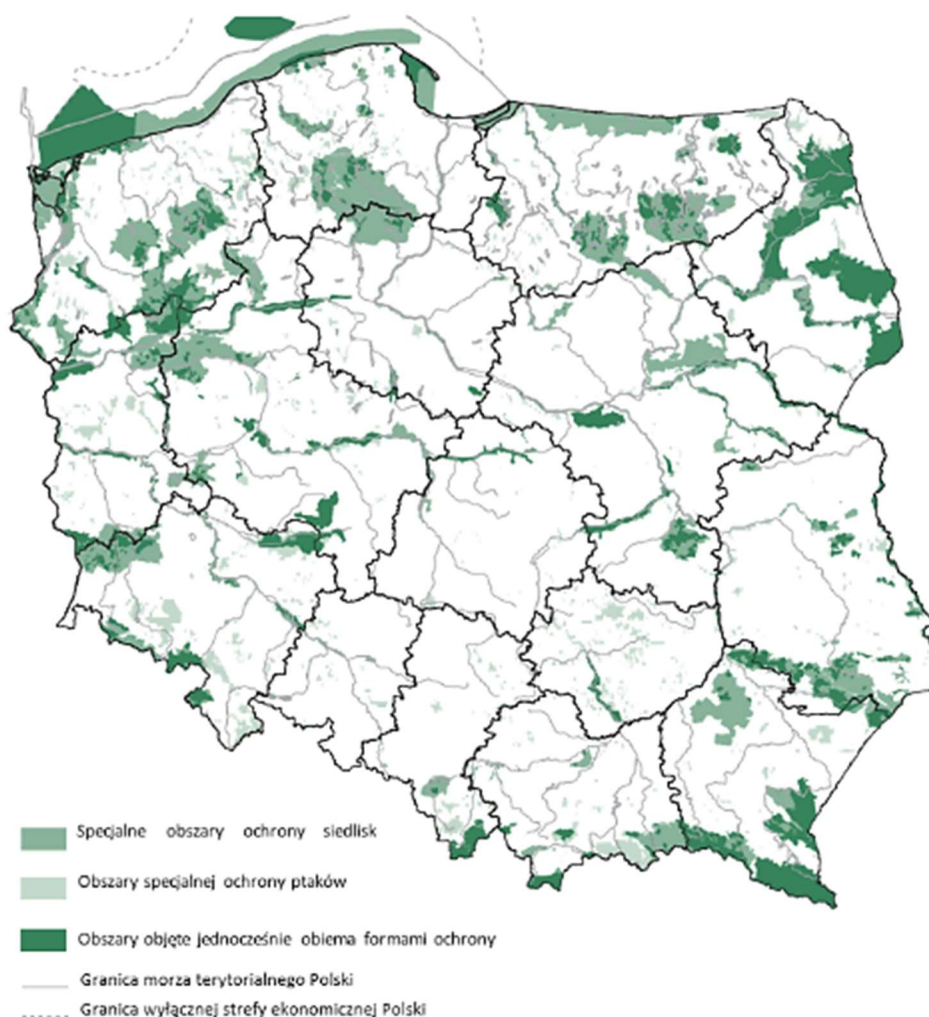 Specjalne obszary ochrony siedlisk
Obszary specjalnej ochrony ptaków
Obszary objęte jednocześnie obiema formami ochrony
Granica morza terytorialnego Polski
Granica wyłącznej strefy ekonomicznej Polski